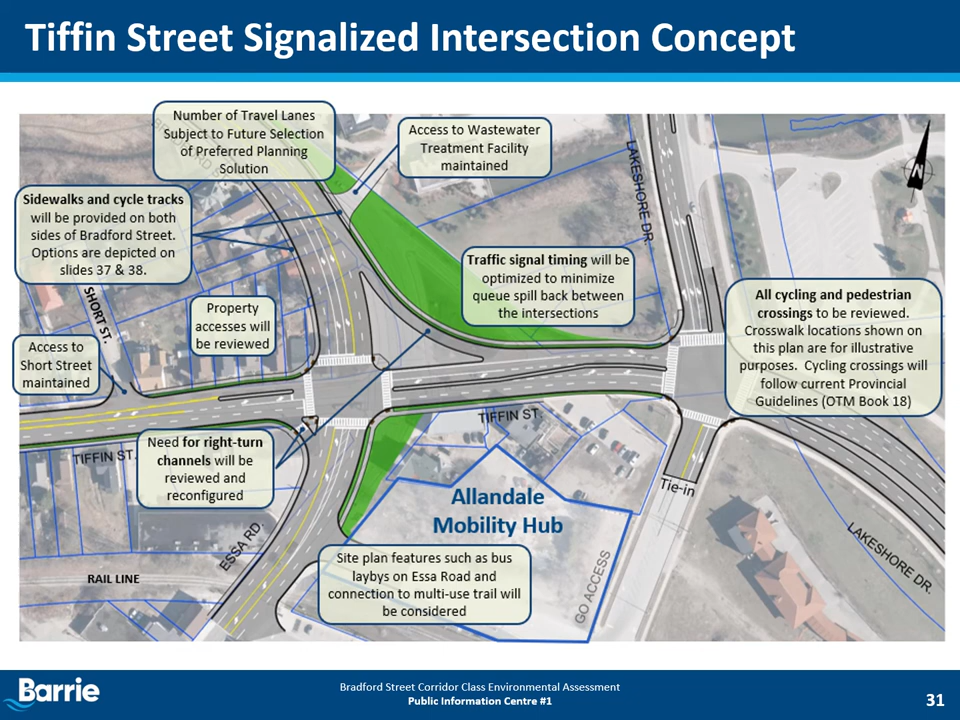 Tiffin Street Signalized Intersection Concept
Number of Travel Lanes
Subject to Future Selection
of Preferred Planning
Solution
Access to Wastewater
Treatment Facility
maintained
Sidewalks and cycle tracks
will be provided on both
sides of Bradford Street.
Options are depicted on
slides 37 & 38.
LAKESHORE DR.
N
Traffic signal timing will be
optimized to minimize
queue spill back between
the intersections
SHORT ST.
Property
accesses will
be reviewed
All cycling and pedestrian
crossings to be reviewed.
Crosswalk locations shown on
this plan are for illustrative
purposes. Cycling crossings will
follow current Provincial
Guidelines (OTM Book 18)
Access to
Short Street
maintained
TIFFIN ST.
TIFFIN ST.
Need for right-turn
channels will be
reviewed and
reconfigured
Allandale
Mobility Hub
Tie-in
ESSA RD.
LAKESHORE DR.
RAIL LINE
Site plan features such as bus
laybys on Essa Road and
connection to multi-use trail will
be considered
GO ACCESS
Barrie
Bradford Street Corridor Class Environmental Assessment
Public Information Centre #1
31